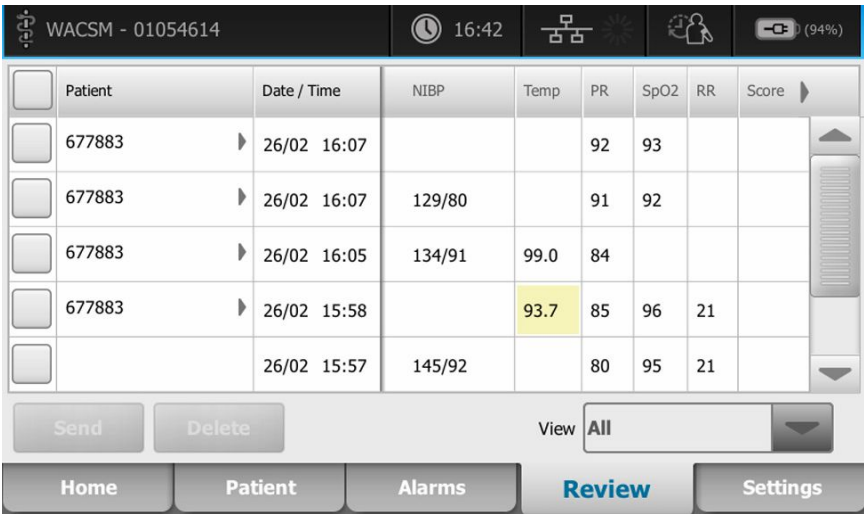 WACSM - 01054614 16:42 (94%)
Patient Date / Time NIBP Temp PR SpO2 RR Score
677883 26/02 16:07 92 93
677883 26/02 16:07 129/80 91 92
677883 26/02 16:05 134/91 99.0 84
677883 26/02 15:58 93.7 85 96 21
26/02 15:57 145/92 80 95 21
Send Delete View All
Home Patient Alarms Review Settings